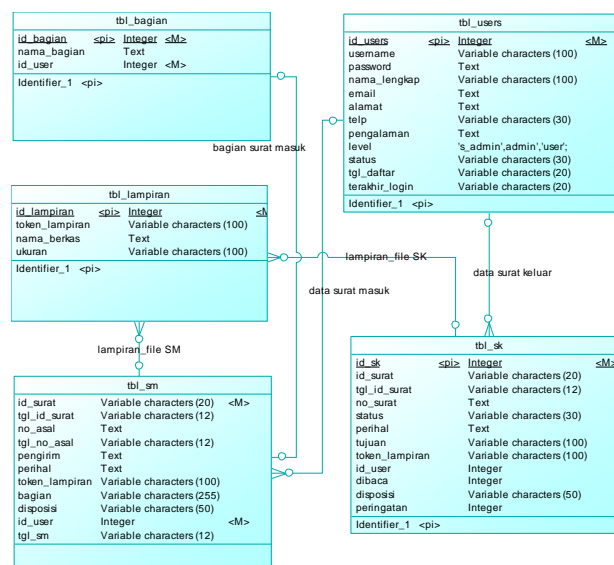 tbl_bagian
id_bagian <pi> Integer <M>
nama_bagian Text
id_user Integer <M>
Identifier_1 <pi>
tbl_users
id_users <pi> Integer <M>
username Variable characters (100)
password Text
nama_lengkap Variable characters (100)
email Text
alamat Text
telp Variable characters (30)
pengalaman Text
level 's_admin',admin','user';
status Variable characters (30)
tgl_daftar Variable characters (20)
terakhir_login Variable characters (20)
Identifier_1 <pi>
bagian surat masuk
tbl_lampiran
id_lampiran <pi> Integer <M
token_lampiran Variable characters (100)
nama_berkas Text
ukuran Variable characters (100)
Identifier_1 <pi>
lampiran_file SK
data surat keluar
data surat masuk
lampiran_file SM
tbl_sm
id_surat Variable characters (20) <M>
tgl_id_surat Variable characters (12)
no_asal Text
tgl_no_asal Variable characters (12)
pengirim Text
perihal Text
token_lampiran Variable characters (100)
bagian Variable characters (255)
disposisi Variable characters (50)
id_user Integer <M>
tgl_sm Variable characters (12)
tbl_sk
id_sk <pi> Integer <M>
id_surat Variable characters (20)
tgl_id_surat Variable characters (12)
no_surat Text
status Variable characters (30)
perihal Text
tujuan Variable characters (100)
token_lampiran Variable characters (100)
id_user Integer
dibaca Integer
disposisi Variable characters (50)
peringatan Integer
Identifier_1 <pi>